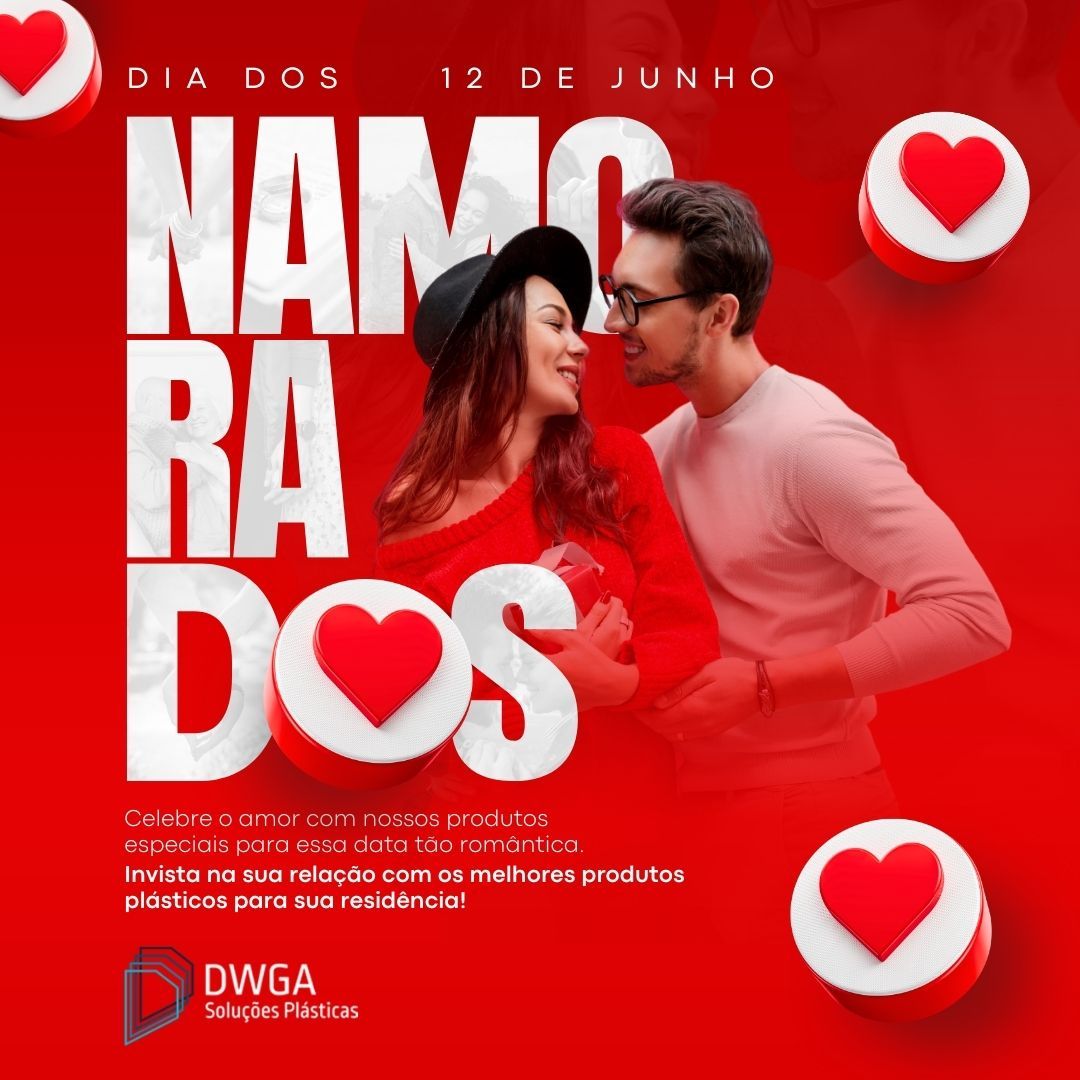 DIA DOS 12 DE JUNHO
NAMO
RA
DOS
Celebre o amor com nossos produtos
especiais para essa data tão romântica.
Invista na sua relação com os melhores produtos
plásticos para sua residência!
DWGA
Soluções Plásticas